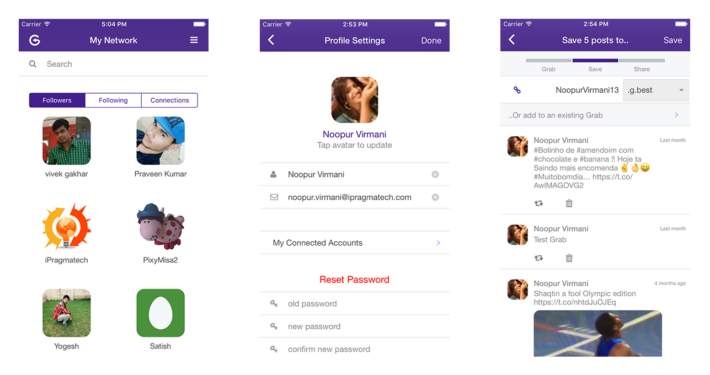 Carrier 5:04 PM
G My Network
Search
Followers Following Connections
vivek gakhar Praveen Kumar
iPragmatech PixyMisa2
Yogesh Satish
Carrier 2:53 PM
Profile Settings Done
Noopur Virmani
Tap avatar to update
Noopur Virmani
noopur.virmani@ipragmatech.com
My Connected Accounts
Reset Password
old password
new password
confirm new password
Carrier 2:54 PM
Save 5 posts to.. Save
Grab Save Share
NoopurVirmani13 .g.best
..Or add to an existing Grab
Noopur Virmani Last month
#Bolinho de #amendoim com
#chocolate e #banana !! Hoje ta
Saindo mais encomenda ✌️👌😄
#Muitobomdia... https://t.co/
AwlMAGOVG2
Noopur Virmani Last month
Test Grab
Noopur Virmani 4 months ago
Shaqtin a fool Olympic edition
https://t.co/nhtdJuOJEq